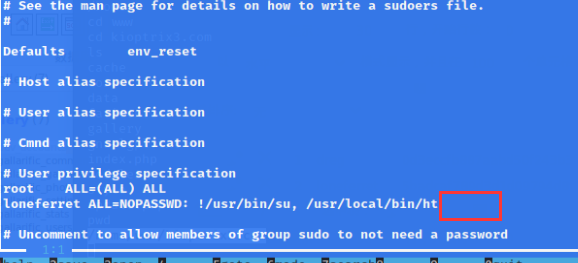 # See the man page for details on how to write a sudoers file.
#
Defaults env_reset
# Host alias specification
# User alias specification
# Cmnd alias specification
# User privilege specification
root ALL=(ALL) ALL
loneferret ALL=NOPASSWD: !/usr/bin/su, /usr/local/bin/ht
# Uncomment to allow members of group sudo to not need a password
1:1